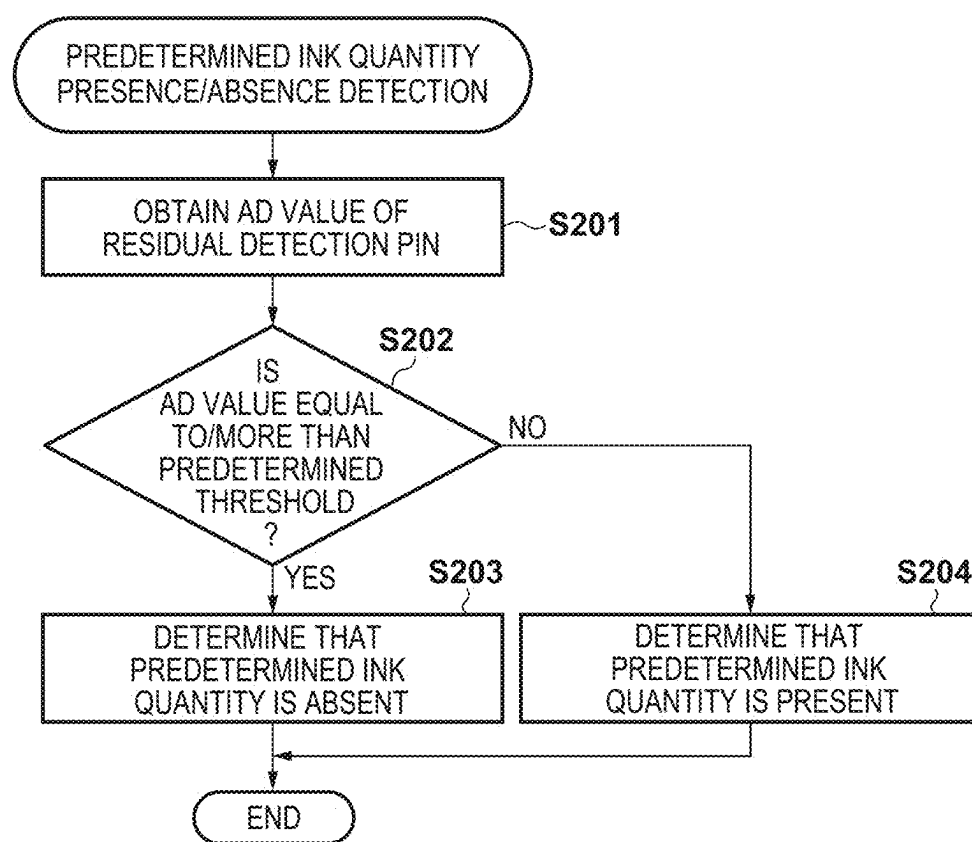 PREDETERMINED INK QUANTITY
PRESENCE/ABSENCE DETECTION
OBTAIN AD VALUE OF
RESIDUAL DETECTION PIN
S201
S202
IS
AD VALUE EQUAL
TO/MORE THAN
PREDETERMINED
THRESHOLD
?
NO
YES
S203
DETERMINE THAT
PREDETERMINED INK
QUANTITY IS ABSENT
S204
DETERMINE THAT
PREDETERMINED INK
QUANTITY IS PRESENT
END